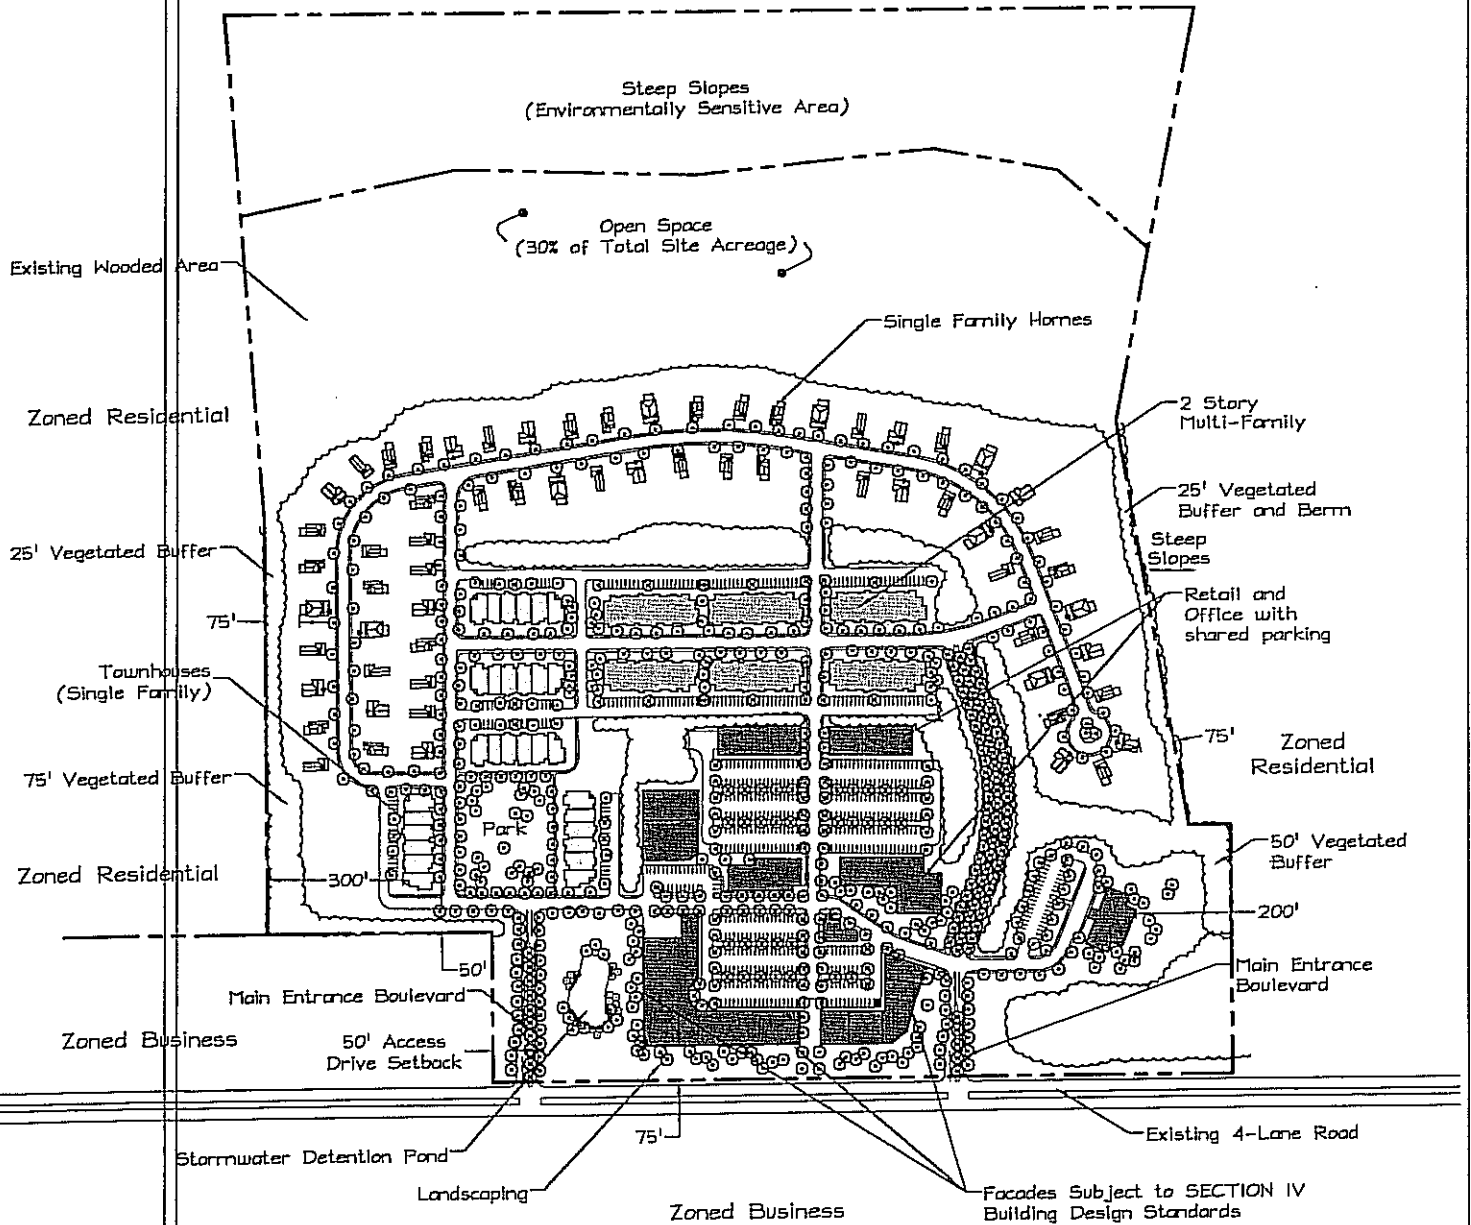 Steep Slopes
(Environmentally Sensitive Area)
Open Space
(30% of Total Site Acreage)
Existing Wooded Area
Single Family Homes
Zoned Residential
2 Story
Multi-Family
25' Vegetated
Buffer and Berm
25' Vegetated Buffer
Steep
Slopes
Retail and
Office with
shared parking
75'
Townhouses
(Single Family)
75'
Zoned
Residential
75' Vegetated Buffer
Park
50' Vegetated
Buffer
Zoned Residential
300'
200'
50'
Main Entrance
Boulevard
Main Entrance Boulevard
Zoned Business
50' Access
Drive Setback
75'
Existing 4-Lane Road
Stormwater Detention Pond
Landscaping
Facades Subject to SECTION IV
Building Design Standards
Zoned Business